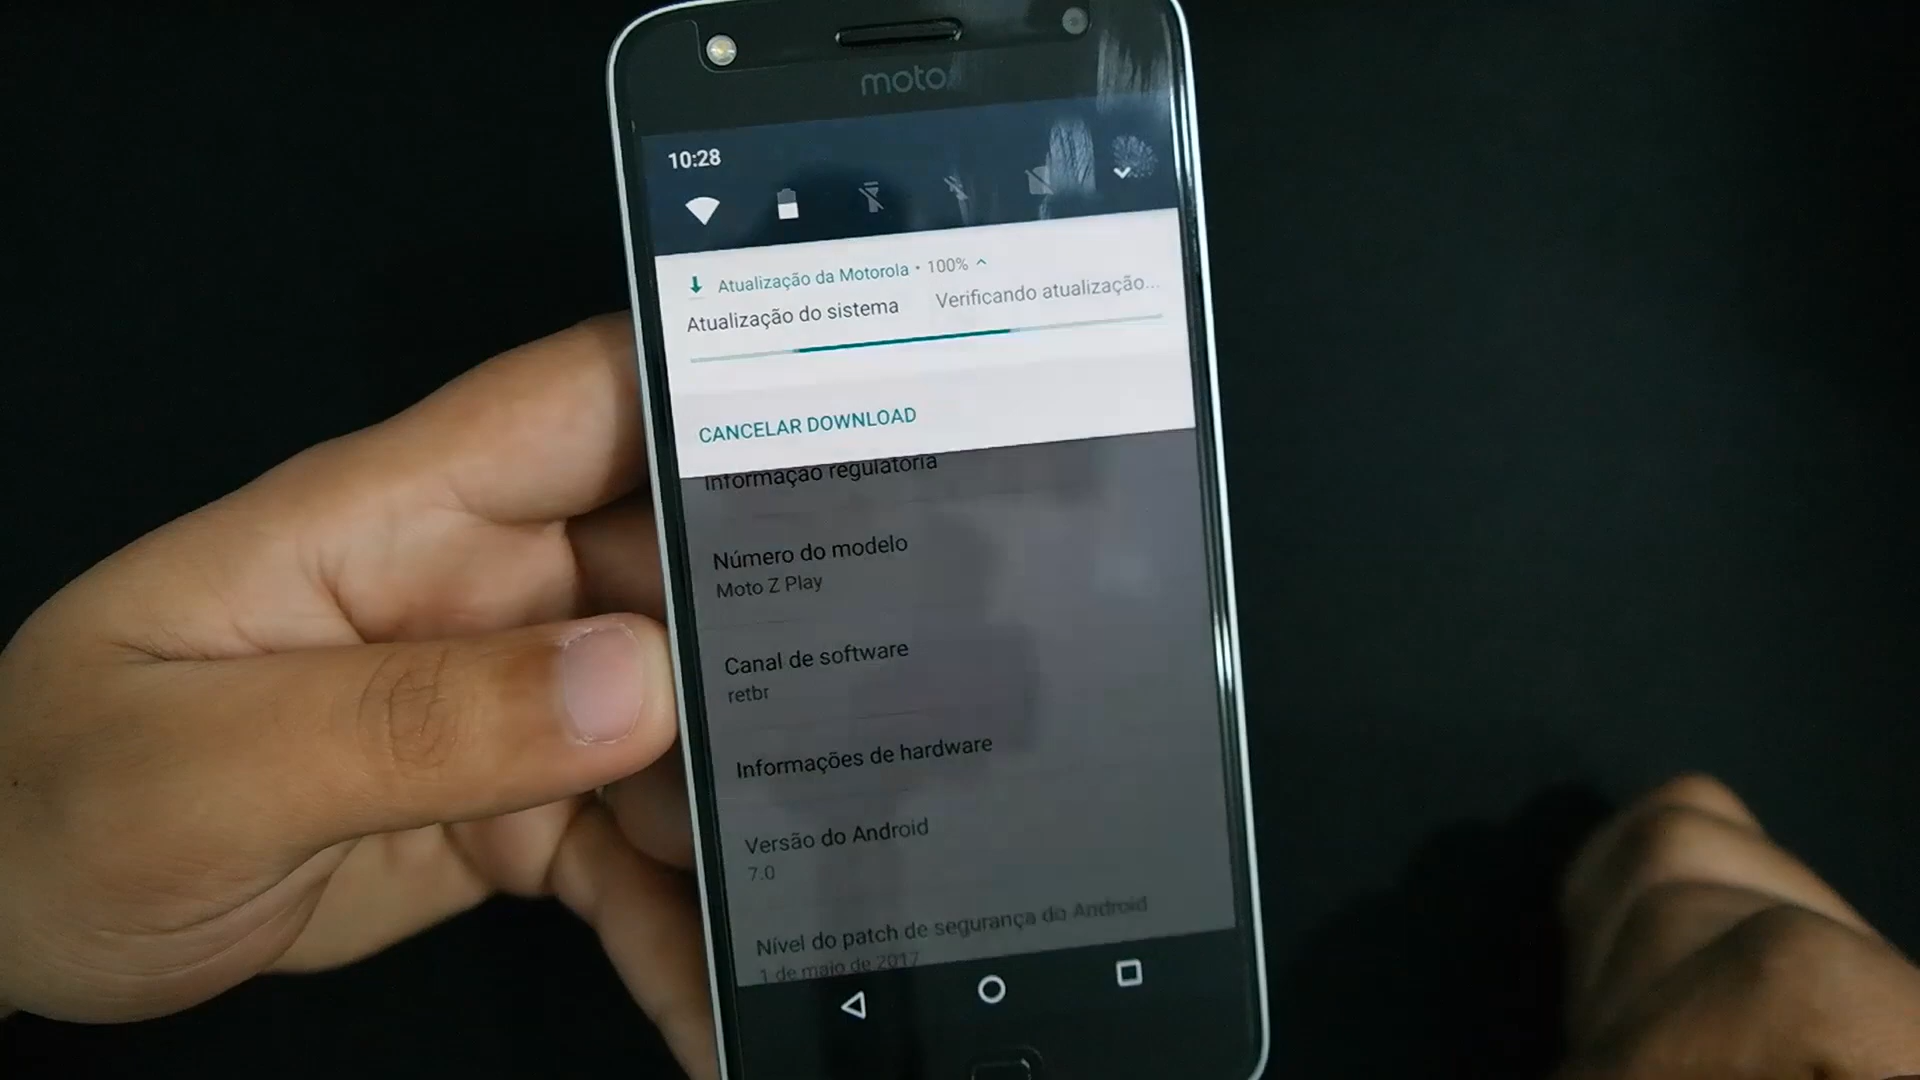 moto
10:28
Atualização da Motorola • 100%
Atualização do sistema Verificando atualização...
CANCELAR DOWNLOAD
Informação regulatória
Número do modelo
Moto Z Play
Canal de software
retbr
Informações de hardware
Versão do Android
7.0
Nível do patch de segurança do Android
1 de maio de 2017